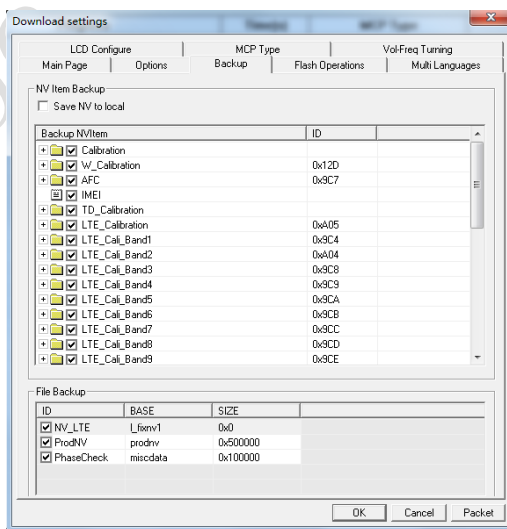 Download settings
LCD Configure MCP Type Vol-Freq Turning
Main Page Options Backup Flash Operations Multi Languages
NV Item Backup
Save NV to local
Backup NVItem ID
Calibration
W_Calibration 0x12D
AFC 0x9C7
IMEI
TD_Calibration
LTE_Calibration 0xA05
LTE_Cali_Band1 0x9C4
LTE_Cali_Band2 0xA04
LTE_Cali_Band3 0x9C8
LTE_Cali_Band4 0x9C9
LTE_Cali_Band5 0x9CA
LTE_Cali_Band6 0x9CB
LTE_Cali_Band7 0x9CC
LTE_Cali_Band8 0x9CD
LTE_Cali_Band9 0x9CE
File Backup
ID BASE SIZE
NV_LTE l_fixnv1 0x0
ProdNV prodnv 0x500000
PhaseCheck miscdata 0x100000
OK Cancel Packet